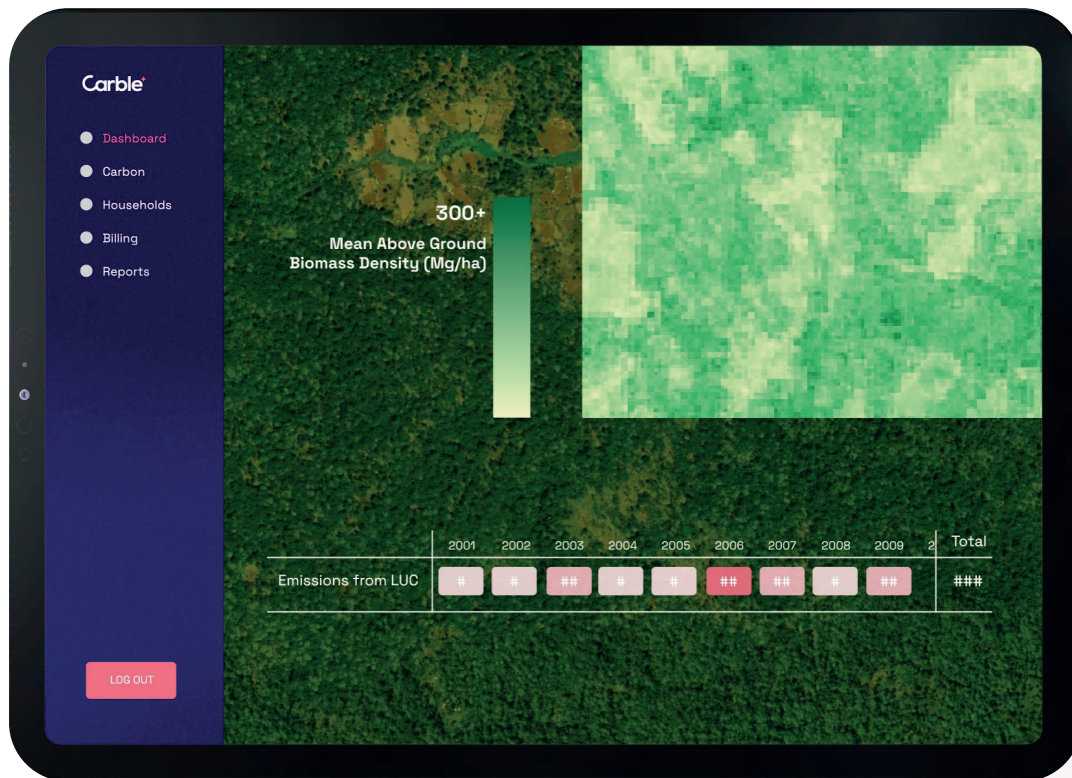 Carble+
Dashboard
Carbon
Households
Billing
Reports
300+
Mean Above Ground
Biomass Density (Mg/ha)
2001 2002 2003 2004 2005 2006 2007 2008 2009 2 Total
Emissions from LUC # # ## # # ## ## # ## ###
LOG OUT